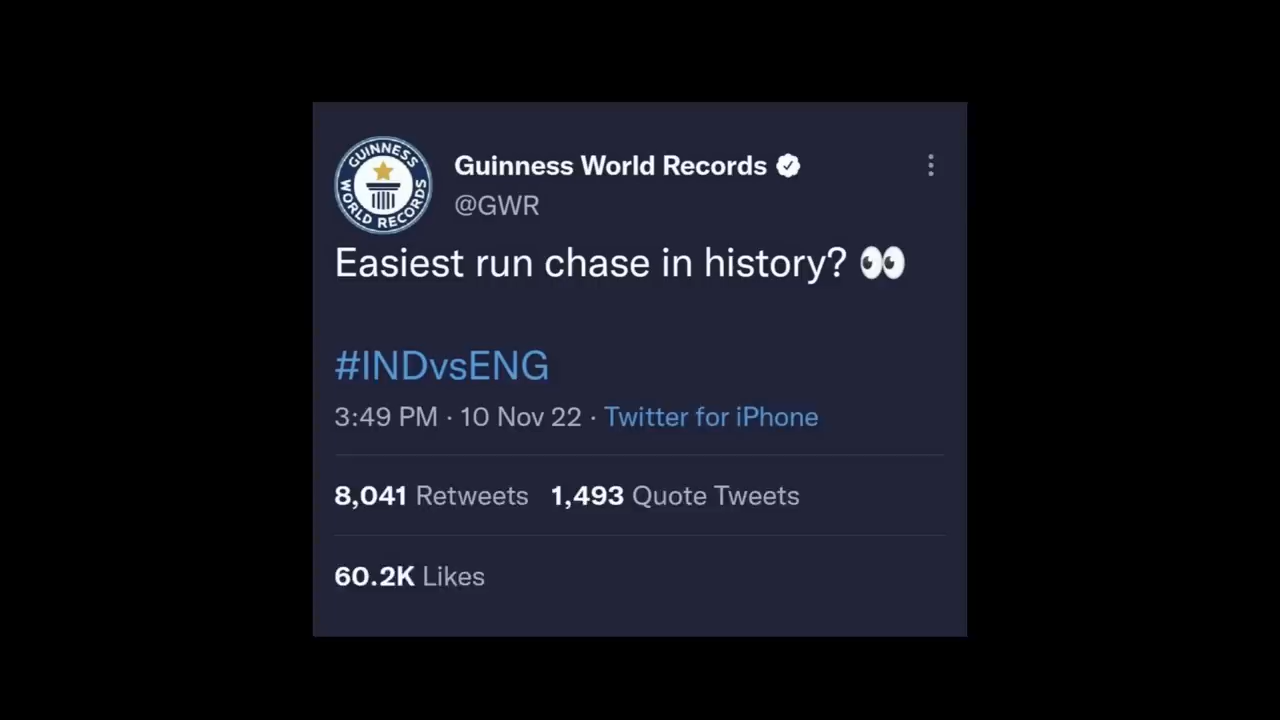 GUINNESS WORLD RECORDS
Guinness World Records
@GWR
Easiest run chase in history? 👀
#INDvsENG
3:49 PM · 10 Nov 22 · Twitter for iPhone
8,041 Retweets 1,493 Quote Tweets
60.2K Likes